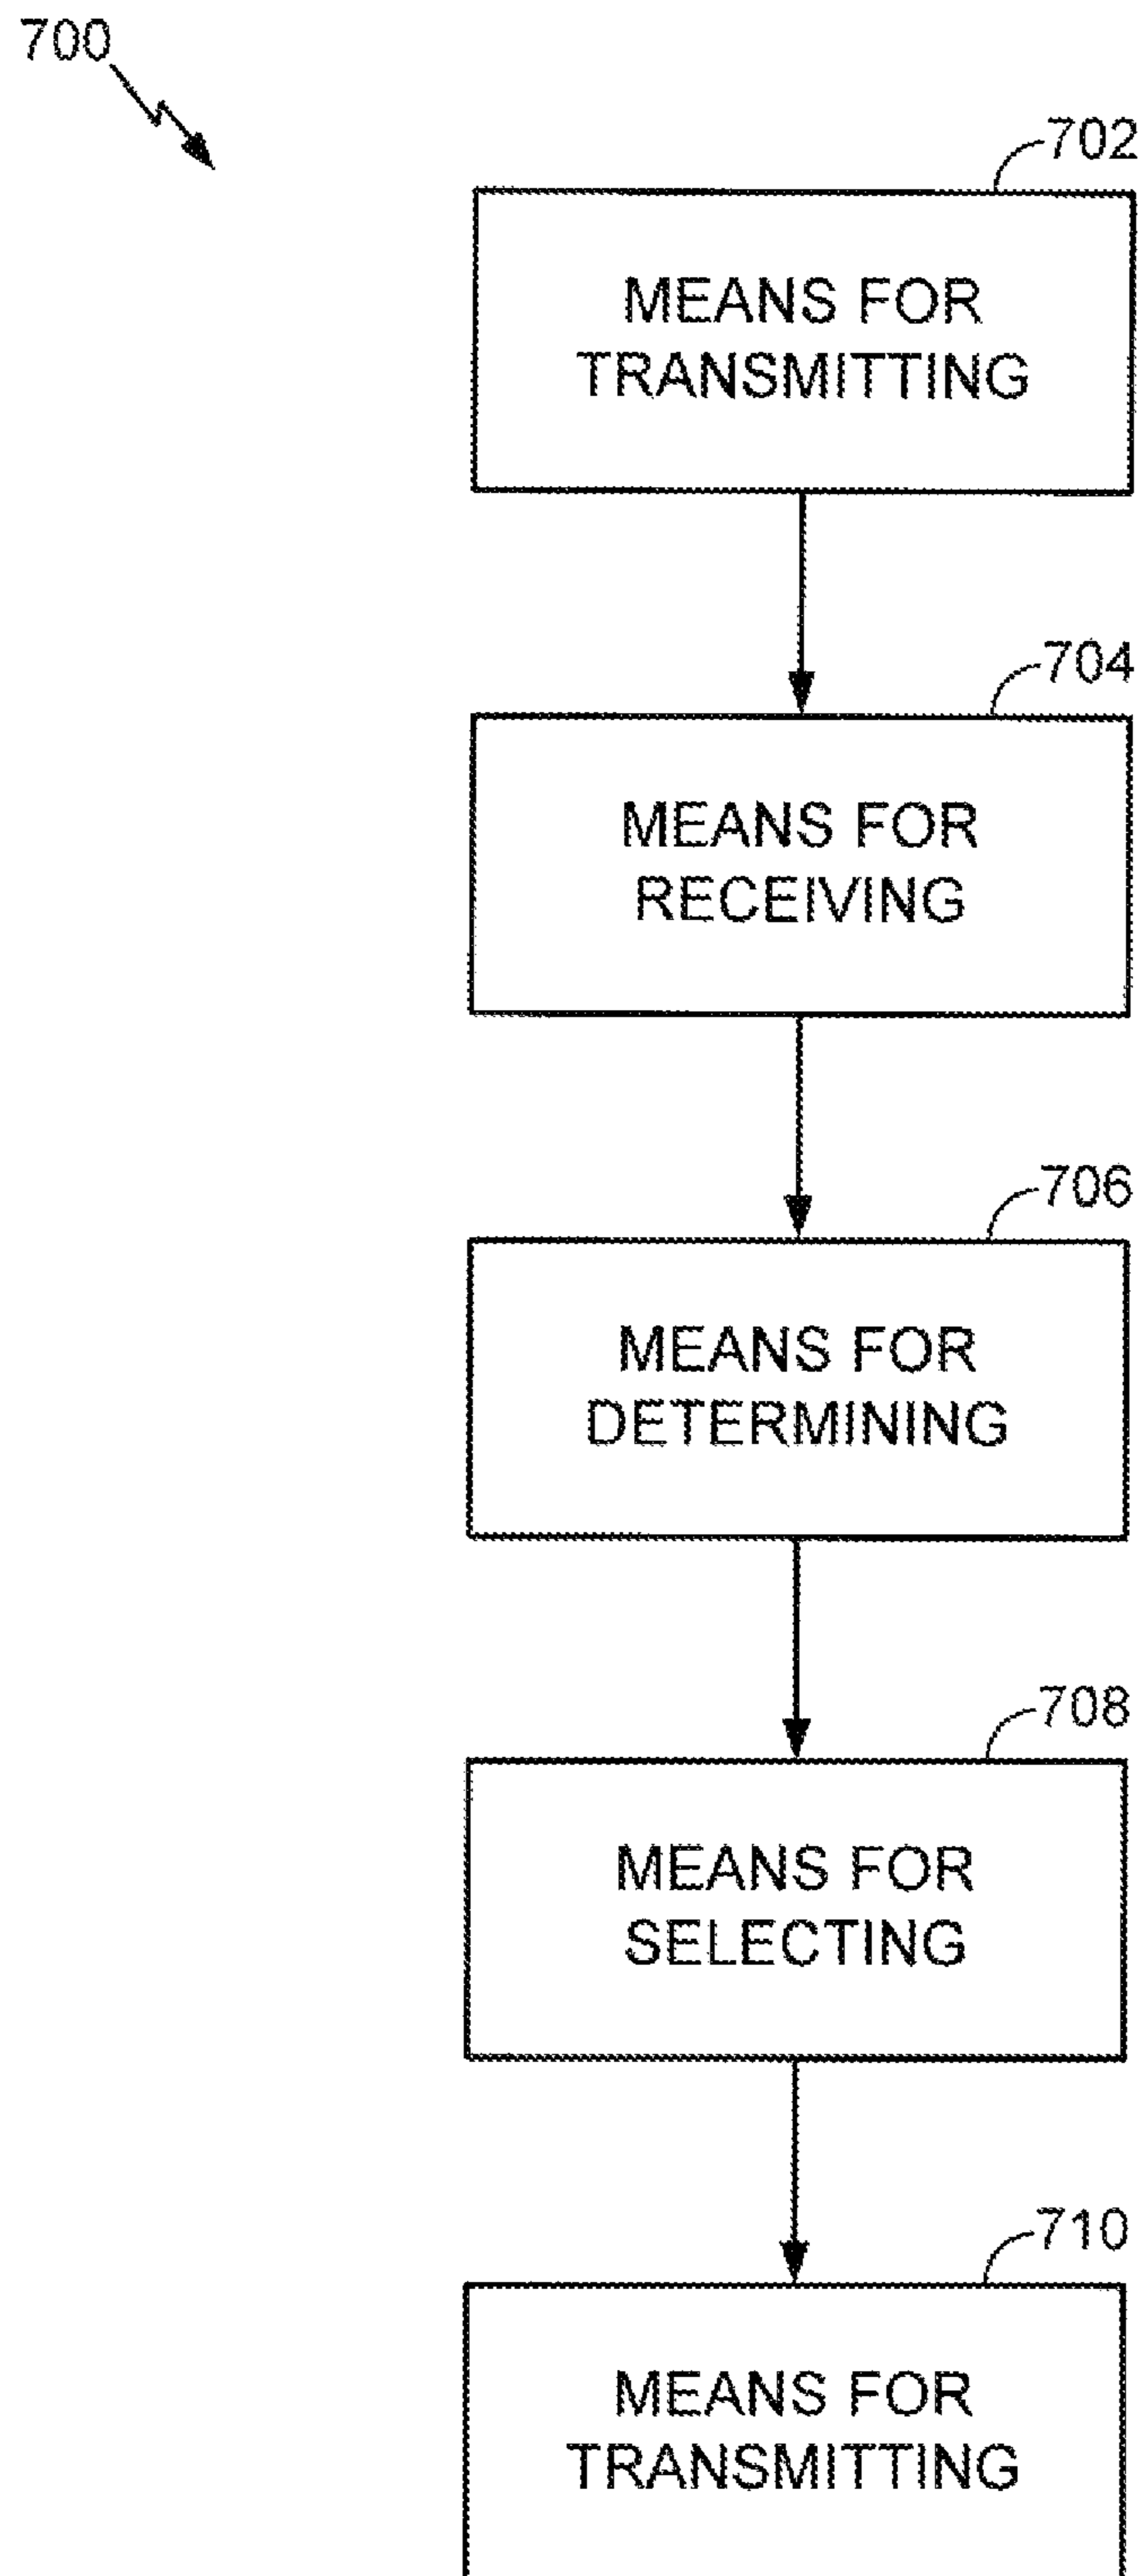 700
702
MEANS FOR
TRANSMITTING
704
MEANS FOR
RECEIVING
706
MEANS FOR
DETERMINING
708
MEANS FOR
SELECTING
710
MEANS FOR
TRANSMITTING